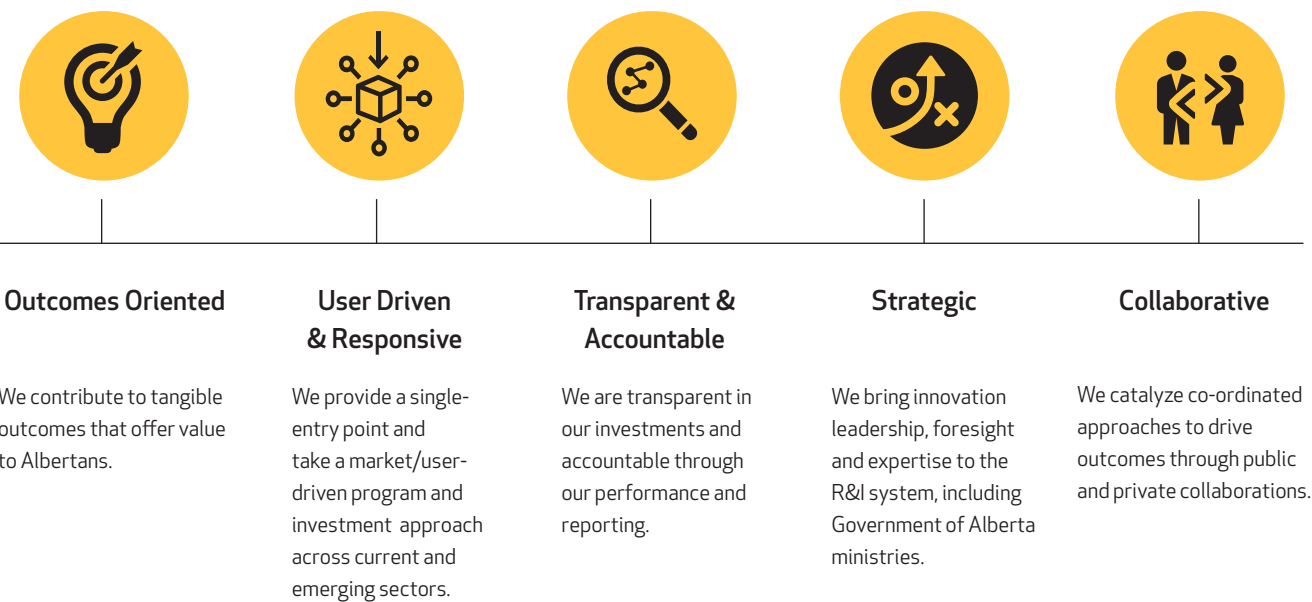 Outcomes Oriented
We contribute to tangible
outcomes that offer value
to Albertans.
User Driven
& Responsive
We provide a single-
entry point and
take a market/user-
driven program and
investment approach
across current and
emerging sectors.
Transparent &
Accountable
We are transparent in
our investments and
accountable through
our performance and
reporting.
Strategic
We bring innovation
leadership, foresight
and expertise to the
R&I system, including
Government of Alberta
ministries.
Collaborative
We catalyze co-ordinated
approaches to drive
outcomes through public
and private collaborations.